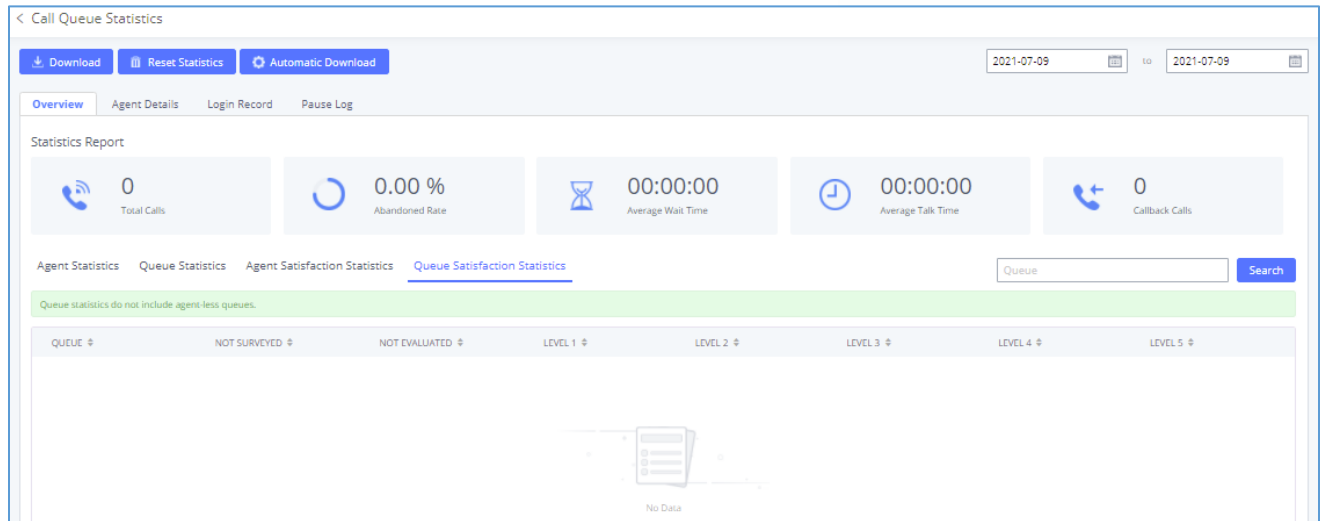 < Call Queue Statistics
Download Reset Statistics Automatic Download 2021-07-09 to 2021-07-09
Overview Agent Details Login Record Pause Log
Statistics Report
0 0.00 % 00:00:00 00:00:00 0
Total Calls Abandoned Rate Average Wait Time Average Talk Time Callback Calls
Agent Statistics Queue Statistics Agent Satisfaction Statistics Queue Satisfaction Statistics Queue Search
Queue statistics do not include agent-less queues.
QUEUE NOT SURVEYED NOT EVALUATED LEVEL 1 LEVEL 2 LEVEL 3 LEVEL 4 LEVEL 5
No Data